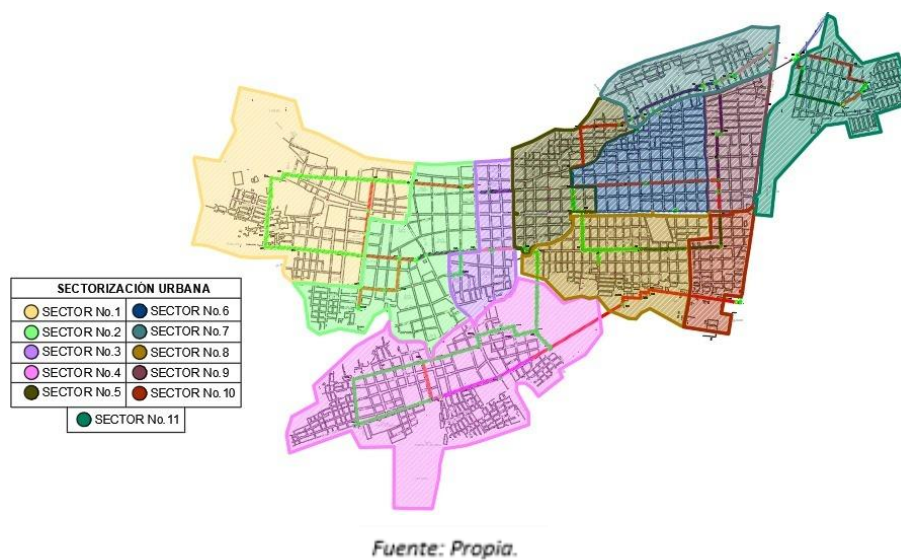 SECTORIZACIÓN URBANA
SECTOR No.1
SECTOR No.6
SECTOR No.2
SECTOR No.7
SECTOR No.3
SECTOR No.8
SECTOR No.4
SECTOR No.9
SECTOR No.5
SECTOR No.10
SECTOR No.11
Fuente: Propia.